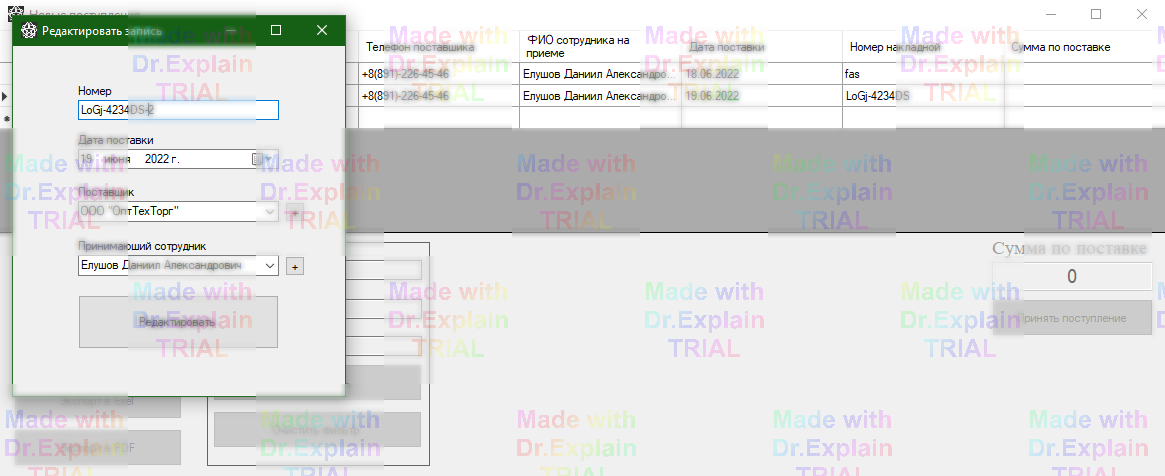 Новые поступления
Редактировать запись
Телефон поставщика
ФИО сотрудника на
приеме
Дата поставки
Номер накладной
Сумма по поставке
+8(891)-226-45-46
Елушов Даниил Александро...
18.06.2022
fas
+8(891)-226-45-46
Елушов Даниил Александро...
19.06.2022
LoGj-4234DS
Номер
LoGj-4234DS-2
Дата поставки
19 июня 2022 г.
Поставщик
ООО "ОптТехТорг"
+
Принимающий сотрудник
Елушов Даниил Александрович
+
Редактировать
Сумма по поставке
0
Принять поступление
Экспорт в Exel
Очистить фильтр
Made with
Dr.Explain
TRIAL
Made with
Dr.Explain
TRIAL
Made with
Dr.Explain
TRIAL
Made with
Dr.Explain
TRIAL
Made with
Dr.Explain
TRIAL
Made with
Dr.Explain
TRIAL
Made with
Dr.Explain
TRIAL
Made with
Dr.Explain
TRIAL
Made with
Dr.Explain
TRIAL
Made with
Dr.Explain
TRIAL
Made with
Dr.Explain
TRIAL
Made with
Dr.Explain
TRIAL
Made with
Dr.Explain
TRIAL
Made with
Dr.Explain
TRIAL
Made with
Dr.Explain
TRIAL
Made with
Dr.Explain
TRIAL
Made with
Dr.Explain
TRIAL
Made with
Dr.Explain
TRIAL